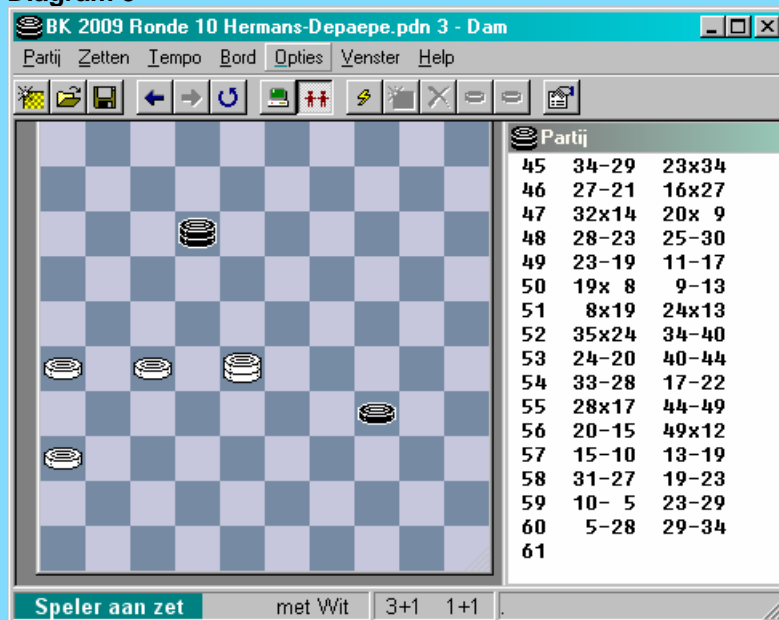 BK 2009 Ronde 10 Hermans-Depaepe.pdn 3 - Dam
Partij Zetten Tempo Bord Opties Venster Help
Partij
45 34-29 23x34
46 27-21 16x27
47 32x14 20x 9
48 28-23 25-30
49 23-19 11-17
50 19x 8 9-13
51 8x19 24x13
52 35x24 34-40
53 24-20 40-44
54 33-28 17-22
55 28x17 44-49
56 20-15 49x12
57 15-10 13-19
58 31-27 19-23
59 10- 5 23-29
60 5-28 29-34
61
Speler aan zet met Wit 3+1 1+1 .